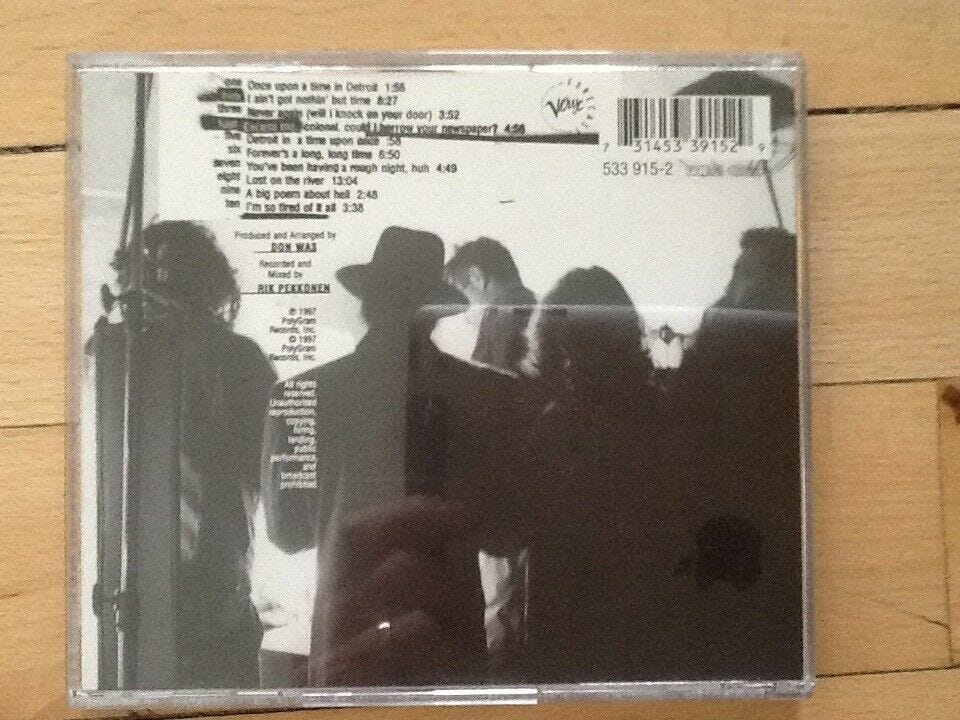 one Once upon a time in Detroit 1:56
I ain't got nothin' but time 8:27
three Never again (will I knock on your door) 3:52
colonel, could I borrow your newspaper? 4:58
five Detroit in a time upon once :58
six Forever's a long, long time 6:50
seven You've been having a rough night, huh 4:49
eight Lost on the river 13:04
nine A big poem about hell 2:48
ten I'm so tired of it all 3:38
VERVE
FORECAST
7 31453 39152 9
533 915-2
Produced and Arranged by
DON WAS
Recorded and
Mixed by
RIK PEKKONEN
℗ 1997
PolyGram
Records, Inc.
© 1997
PolyGram
Records, Inc.
All rights
reserved.
Unauthorized
reproduction,
copying,
hiring,
lending,
public
performance,
and
broadcast
prohibited